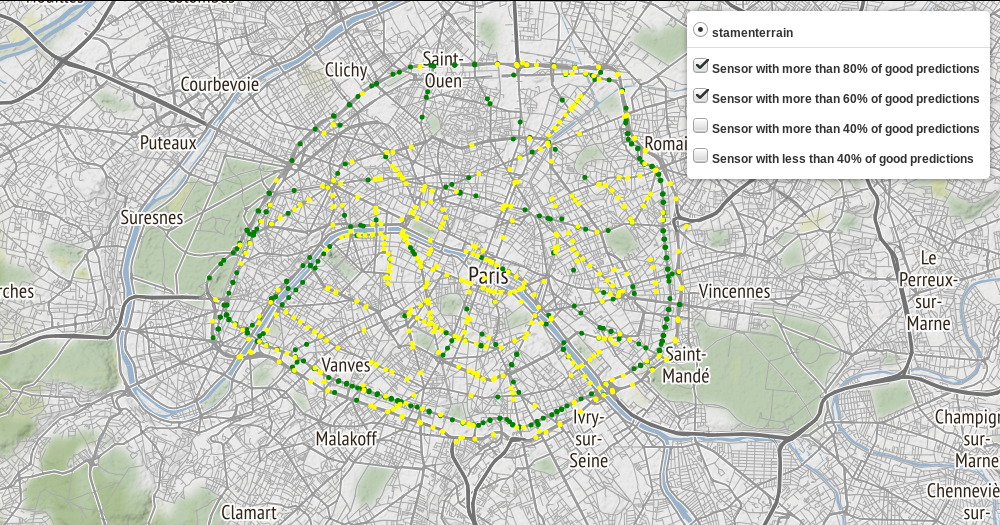 Clichy
Saint-
Ouen
Courbevoie
Puteaux
Romai
Suresnes
rches
Paris
Vincennes
Le
Perreux-
sur-
Marne
Vanves
Saint-
Mandé
Malakoff
Ivry-
sur-
Seine
Champign
sur-
Marne
Chenneviè
sur-
Clamart
stamenterrain
Sensor with more than 80% of good predictions
Sensor with more than 60% of good predictions
Sensor with more than 40% of good predictions
Sensor with less than 40% of good predictions